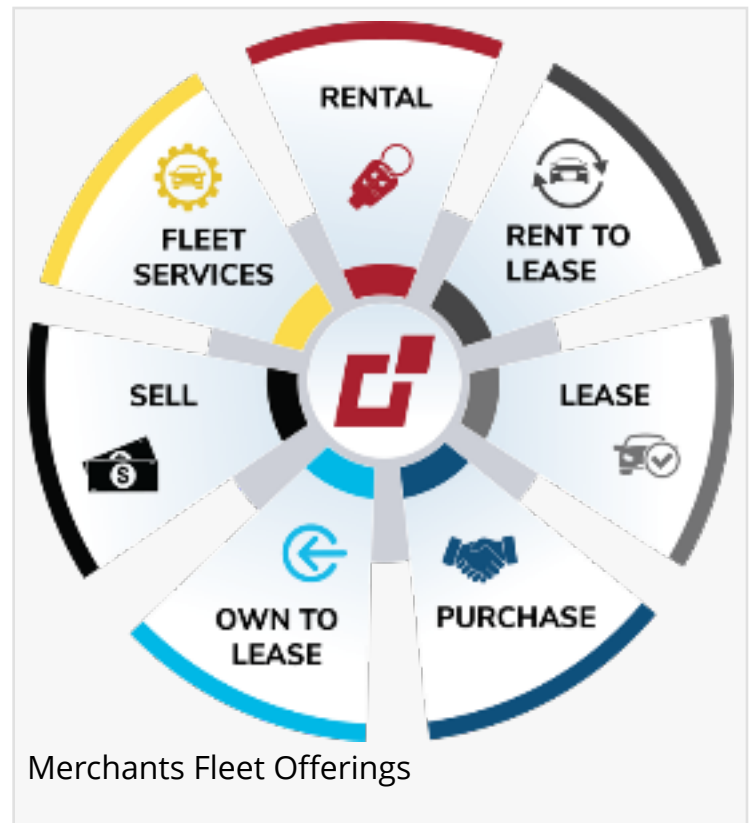 RENTAL
RENT TO
LEASE
LEASE
PURCHASE
OWN TO
LEASE
SELL
$
FLEET
SERVICES
Merchants Fleet Offerings